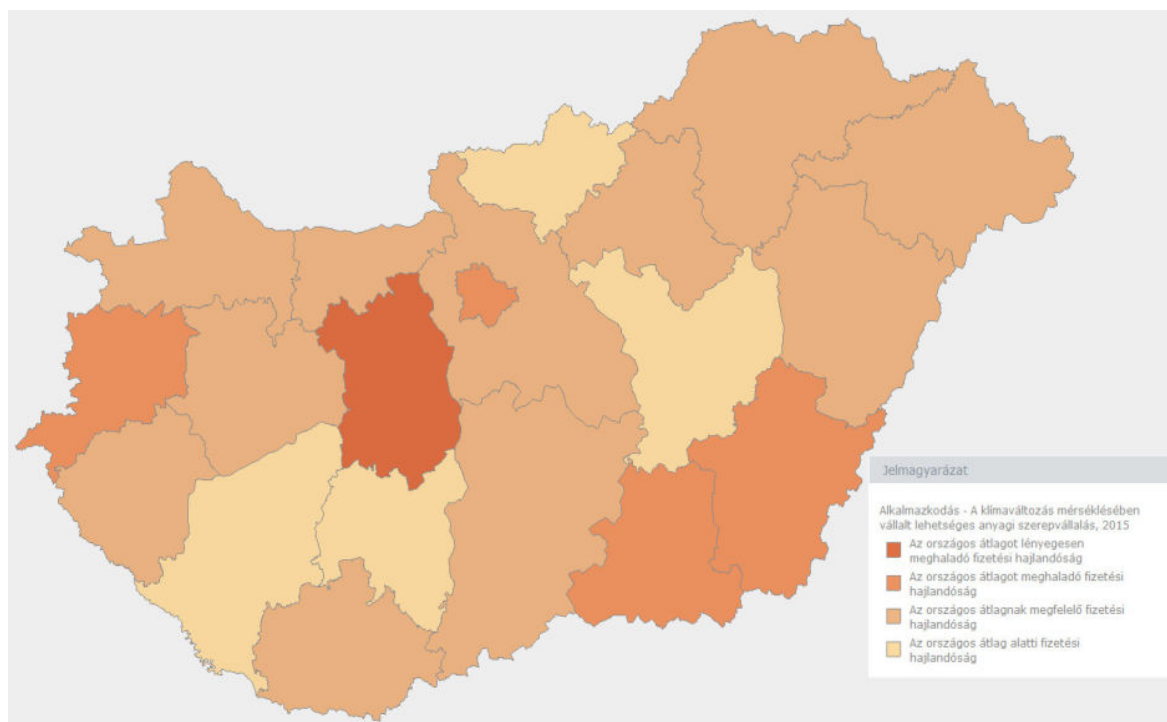 Jelmagyarázat
Alkalmazkodás - A klímaváltozás mérséklésében
vállalt lehetséges anyagi szerepvállalás, 2015
Az országos átlagot lényegesen
meghaladó fizetési hajlandóság
Az országos átlagot meghaladó fizetési
hajlandóság
Az országos átlagnak megfelelő fizetési
hajlandóság
Az országos átlag alatti fizetési
hajlandóság